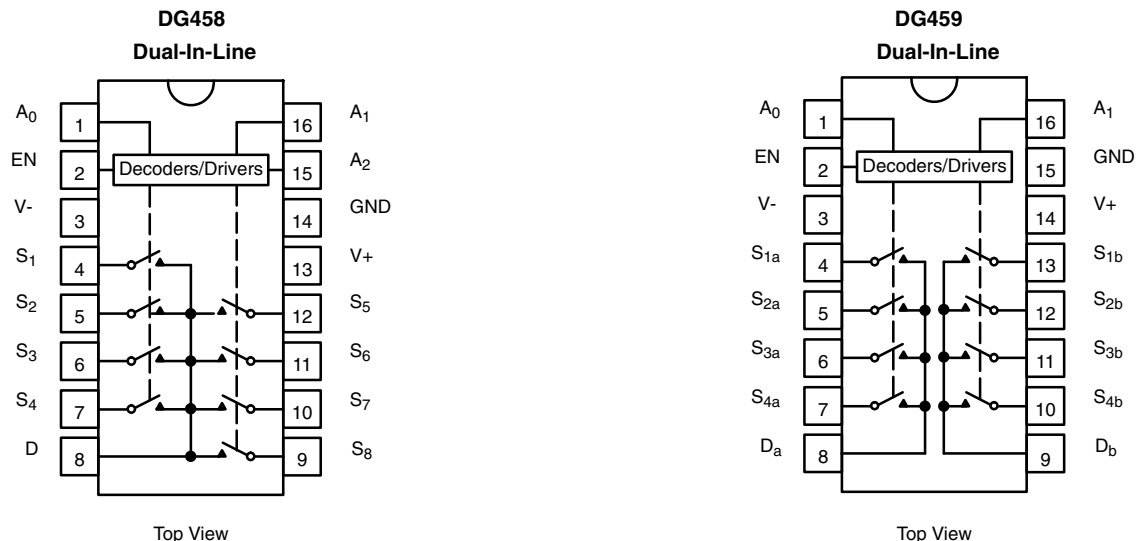 DG458
Dual-In-Line
A0 1 16 A1
EN 2 Decoders/Drivers 15 A2
V- 3 14 GND
S1 4 13 V+
S2 5 12 S5
S3 6 11 S6
S4 7 10 S7
D 8 9 S8
Top View
DG459
Dual-In-Line
A0 1 16 A1
EN 2 Decoders/Drivers 15 GND
V- 3 14 V+
S1a 4 13 S1b
S2a 5 12 S2b
S3a 6 11 S3b
S4a 7 10 S4b
Da 8 9 Db
Top View